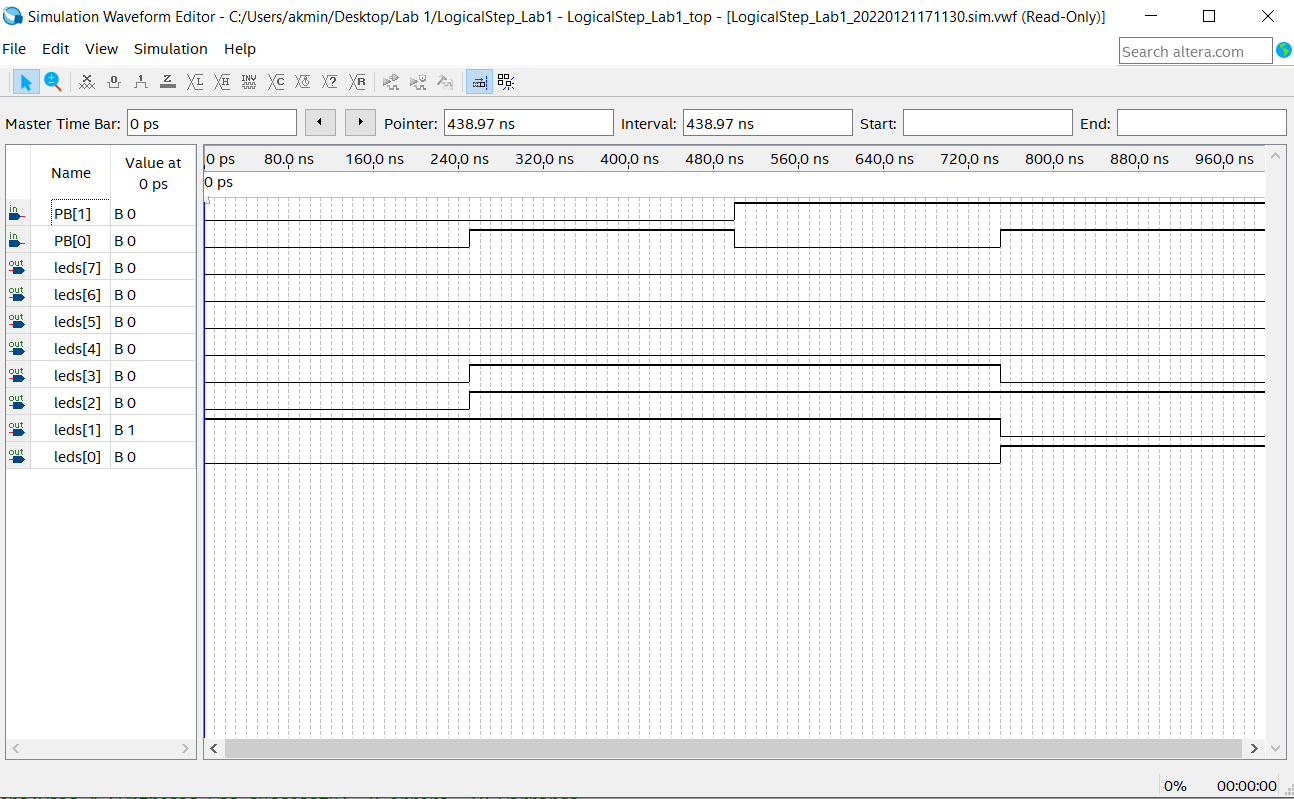 Simulation Waveform Editor - C:/Users/akmin/Desktop/Lab 1/LogicalStep_Lab1 - LogicalStep_Lab1_top - [LogicalStep_Lab1_20220121171130.sim.vwf (Read-Only)]
File Edit View Simulation Help
Search altera.com
Master Time Bar: 0 ps Pointer: 438.97 ns Interval: 438.97 ns Start: End:
Name Value at 0 ps
0 ps 80.0 ns 160.0 ns 240.0 ns 320.0 ns 400.0 ns 480.0 ns 560.0 ns 640.0 ns 720.0 ns 800.0 ns 880.0 ns 960.0 ns
0 ps
in PB[1] B 0
in PB[0] B 0
out leds[7] B 0
out leds[6] B 0
out leds[5] B 0
out leds[4] B 0
out leds[3] B 0
out leds[2] B 0
out leds[1] B 1
out leds[0] B 0
0% 00:00:00